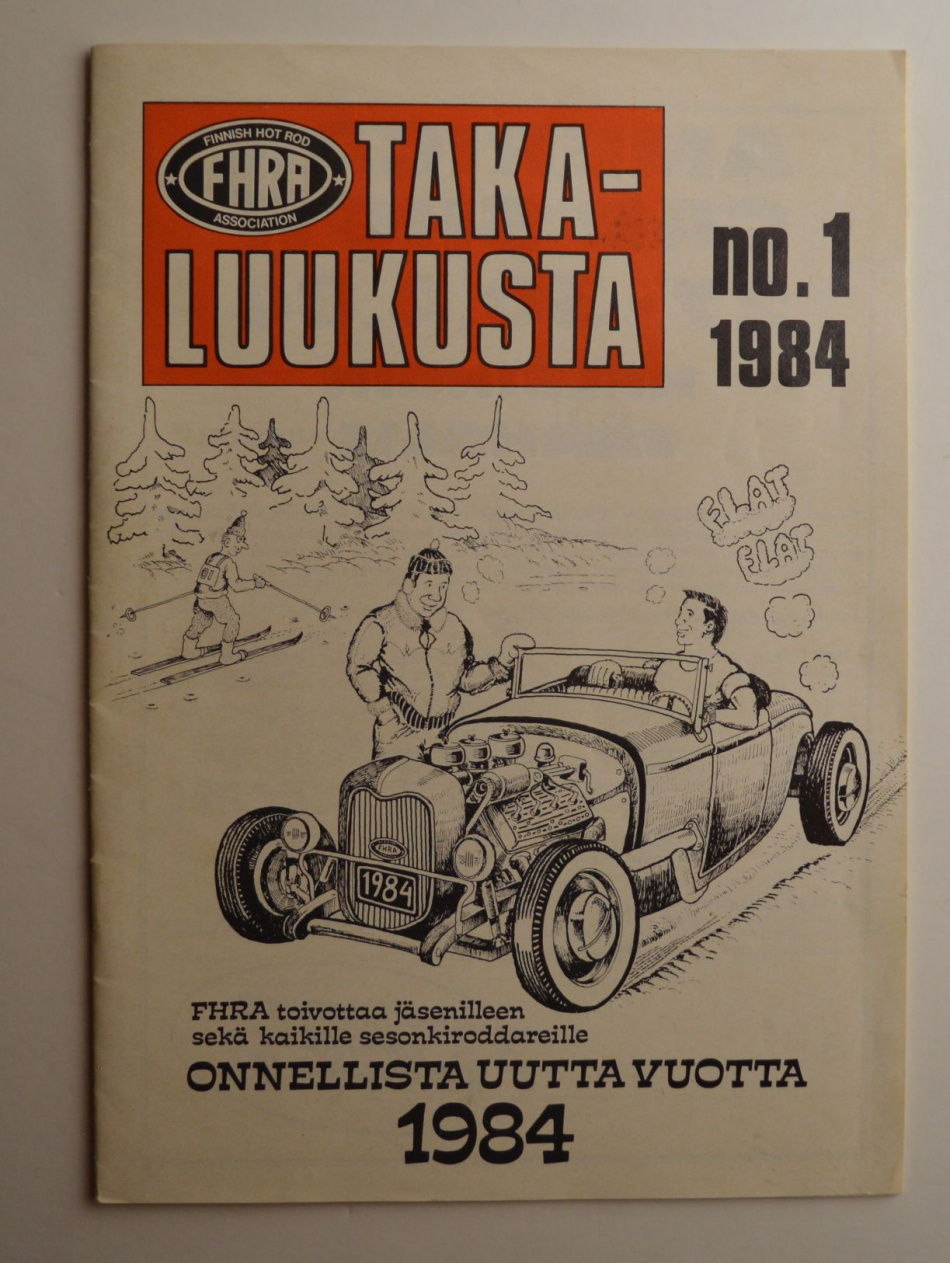 FINNISH HOT ROD
FHRA
ASSOCIATION
TAKA-
LUUKUSTA
no. 1
1984
FLAT
FLAT
01
FHRA
1984
FHRA toivottaa jäsenilleen
sekä kaikille sesonkiroddareille
ONNELLISTA UUTTA VUOTTA
1984